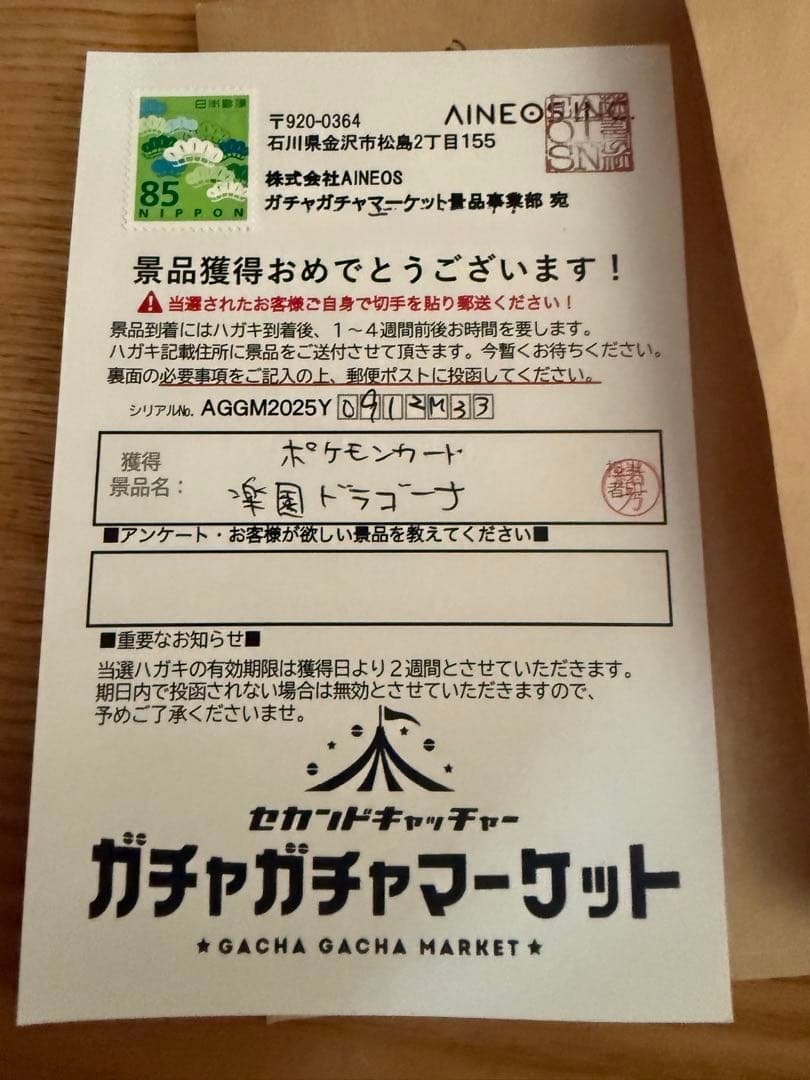 日本郵便
85
NIPPON
〒920-0364
AINEOS INC.
石川県金沢市松島2丁目155
株式会社AINEOS
ガチャガチャマーケット景品事業部 宛
景品獲得おめでとうございます！
当選されたお客様ご自身で切手を貼り郵送ください！
景品到着にはハガキ到着後、１～４週間前後お時間を要します。
ハガキ記載住所に景品をご送付させて頂きます。今暫くお待ちください。
裏面の必要事項をご記入の上、郵便ポストに投函してください。
シリアルNo. AGGM2025Y 0912M33
獲得
景品名：
ポケモンカード
楽園ドラゴーナ
■アンケート・お客様が欲しい景品を教えてください■
■重要なお知らせ■
当選ハガキの有効期限は獲得日より２週間とさせていただきます。
期日内で投函されない場合は無効とさせていただきますので、
予めご了承くださいませ。
セカンドキャッチャー
ガチャガチャマーケット
★GACHA GACHA MARKET★